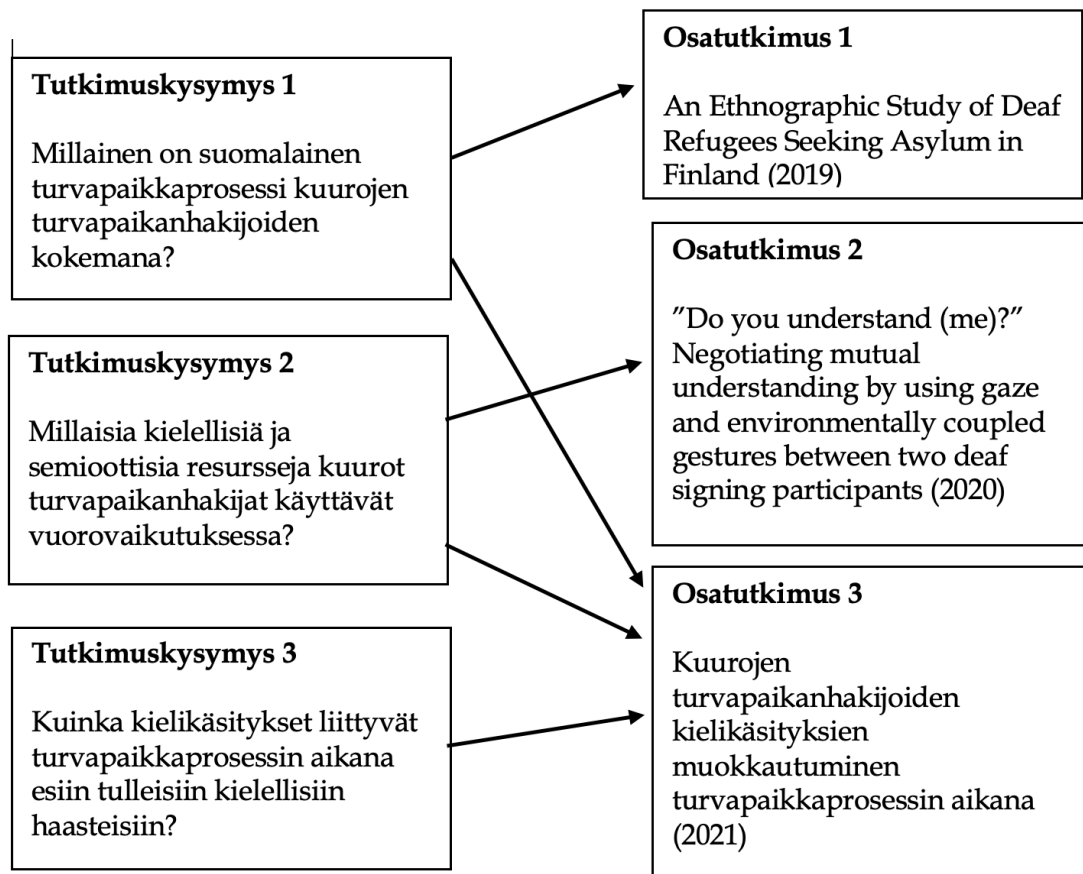 Tutkimuskysymys 1
Millainen on suomalainen
turvapaikkaprosessi kuurojen
turvapaikanhakijoiden
kokemana?
Tutkimuskysymys 2
Millaisia kielellisiä ja
semioottisia resursseja kuurot
turvapaikanhakijat käyttävät
vuorovaikutuksessa?
Tutkimuskysymys 3
Kuinka kielikäsitykset liittyvät
turvapaikkaprosessin aikana
esiin tulleisiin kielellisiin
haasteisiin?
Osatutkimus 1
An Ethnographic Study of Deaf
Refugees Seeking Asylum in
Finland (2019)
Osatutkimus 2
”Do you understand (me)?”
Negotiating mutual
understanding by using gaze
and environmentally coupled
gestures between two deaf
signing participants (2020)
Osatutkimus 3
Kuurojen
turvapaikanhakijoiden
kielikäsityksien
muokkautuminen
turvapaikkaprosessin aikana
(2021)